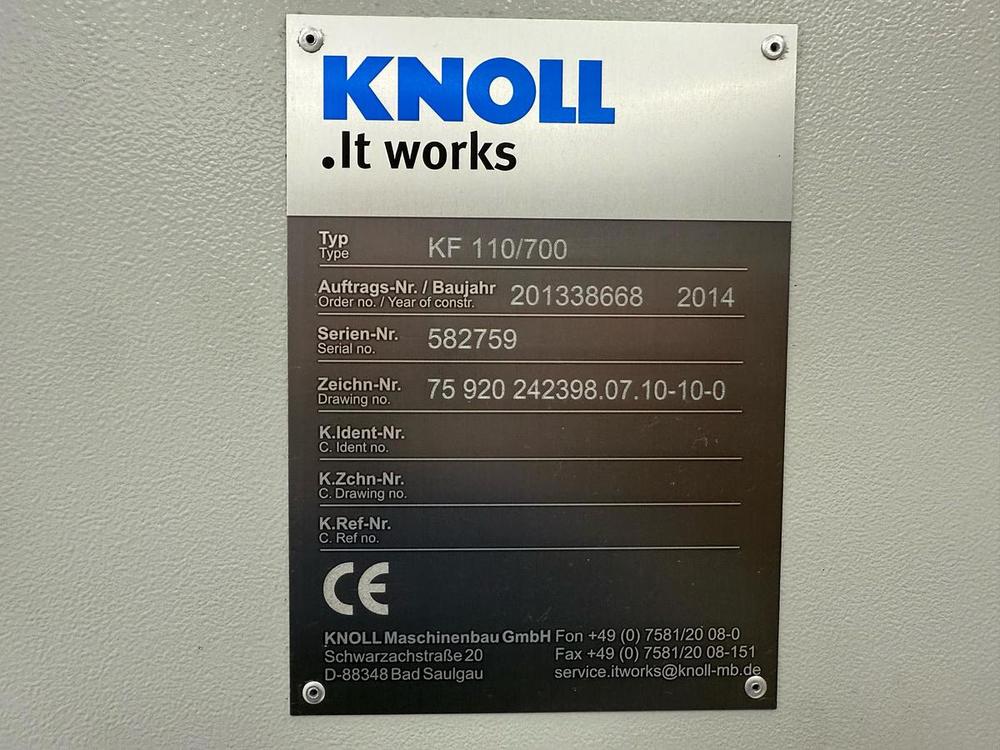 KNOLL
.It works
Typ
Type
KF 110/700
Auftrags-Nr. / Baujahr
Order no. / Year of constr.
201338668 2014
Serien-Nr.
Serial no.
582759
Zeichn-Nr.
Drawing no.
75 920 242398.07.10-10-0
K.Ident-Nr.
C. Ident no.
K.Zchn-Nr.
C. Drawing no.
K.Ref-Nr.
C. Ref no.
CE
KNOLL Maschinenbau GmbH Fon +49 (0) 7581/20 08-0
Schwarzachstraße 20 Fax +49 (0) 7581/20 08-151
D-88348 Bad Saulgau service.itworks@knoll-mb.de